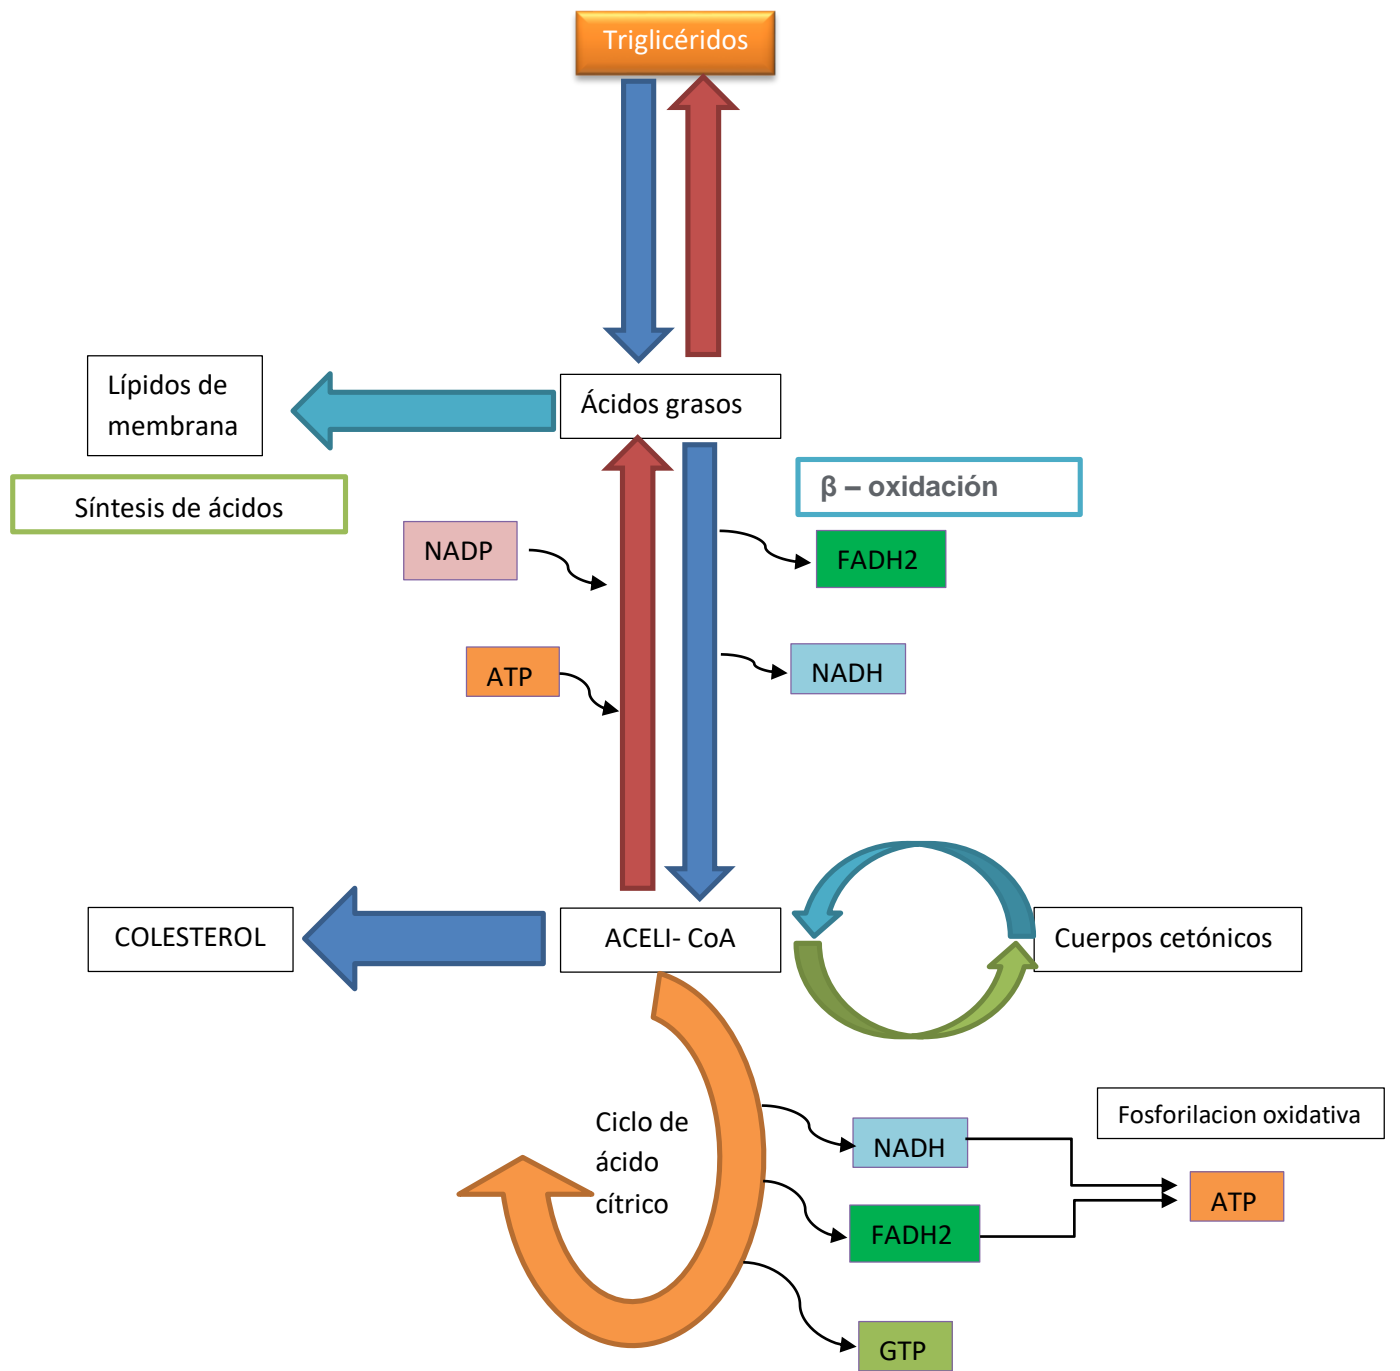 Triglicéridos
Lípidos de
membrana
Ácidos grasos
Síntesis de ácidos
β – oxidación
NADP
FADH2
ATP
NADH
COLESTEROL
ACELI- CoA
Cuerpos cetónicos
Ciclo de
ácido
cítrico
NADH
Fosforilacion oxidativa
FADH2
ATP
GTP